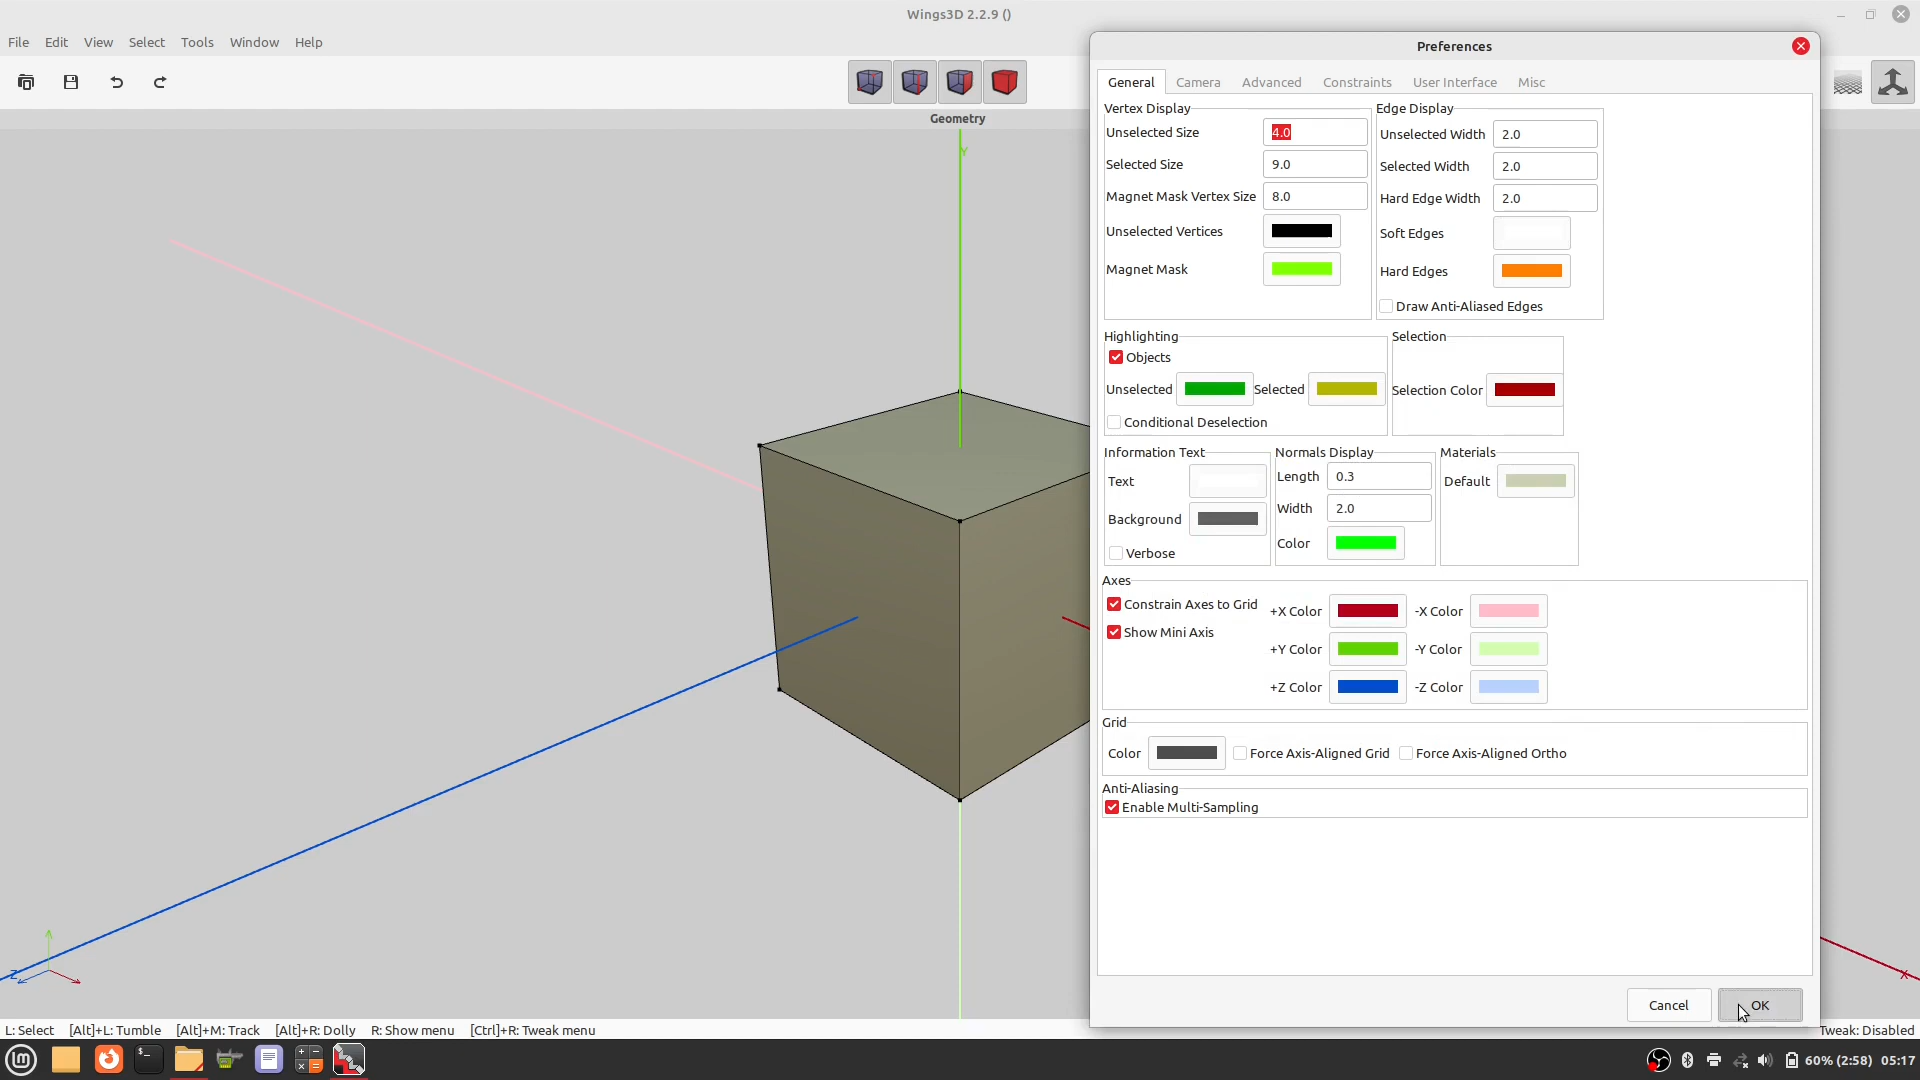 Wings3D 2.2.9 ()
File Edit View Select Tools Window Help
Geometry
Y
Z
X
Preferences
General Camera Advanced Constraints User Interface Misc
Vertex Display
Unselected Size 4.0
Selected Size 9.0
Magnet Mask Vertex Size 8.0
Unselected Vertices
Magnet Mask
Edge Display
Unselected Width 2.0
Selected Width 2.0
Hard Edge Width 2.0
Soft Edges
Hard Edges
Draw Anti-Aliased Edges
Highlighting
Objects
Unselected Selected
Conditional Deselection
Selection
Selection Color
Information Text
Text
Background
Verbose
Normals Display
Length 0.3
Width 2.0
Color
Materials
Default
Axes
Constrain Axes to Grid +X Color -X Color
Show Mini Axis
+Y Color -Y Color
+Z Color -Z Color
Grid
Color Force Axis-Aligned Grid Force Axis-Aligned Ortho
Anti-Aliasing
Enable Multi-Sampling
Cancel OK
L: Select [Alt]+L: Tumble [Alt]+M: Track [Alt]+R: Dolly R: Show menu [Ctrl]+R: Tweak menu
Tweak: Disabled
60% (2:58) 05:17